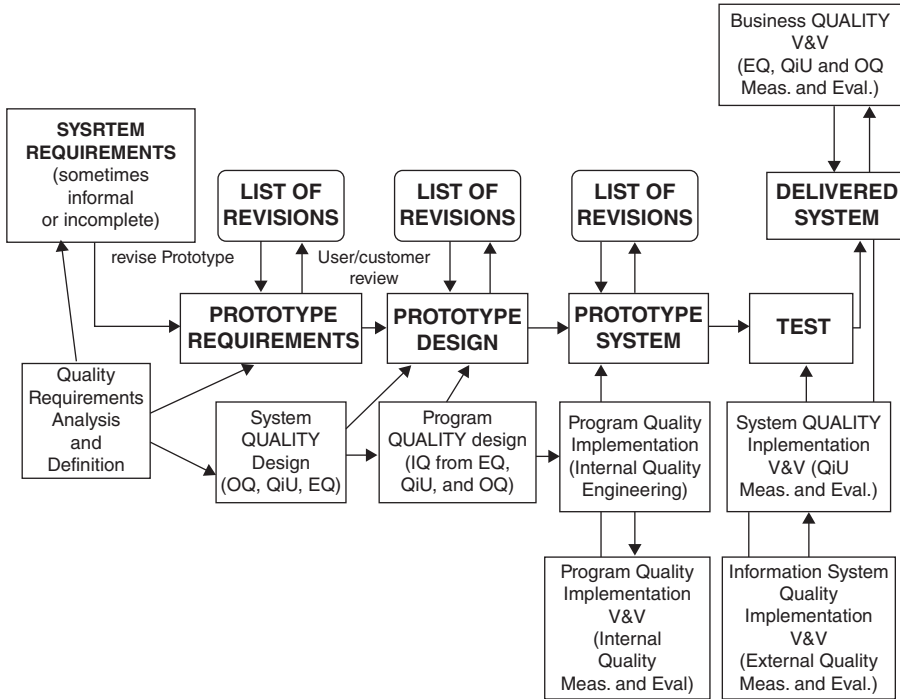 Business QUALITY
V&V
(EQ, QiU and OQ
Meas. and Eval.)
SYSRTEM
REQUIREMENTS
(sometimes
informal
or incomplete)
LIST OF
REVISIONS
LIST OF
REVISIONS
LIST OF
REVISIONS
DELIVERED
SYSTEM
revise Prototype
User/customer
review
PROTOTYPE
REQUIREMENTS
PROTOTYPE
DESIGN
PROTOTYPE
SYSTEM
TEST
Quality
Requirements
Analysis
and
Definition
System
QUALITY
Design
(OQ, QiU, EQ)
Program
QUALITY design
(IQ from EQ,
QiU, and OQ)
Program Quality
Implementation
(Internal Quality
Engineering)
System QUALITY
Inplementation
V&V (QiU
Meas. and Eval.)
Program Quality
Implementation
V&V
(Internal
Quality
Meas. and Eval)
Information System
Quality
Implementation
V&V
(External Quality
Meas. and Eval.)